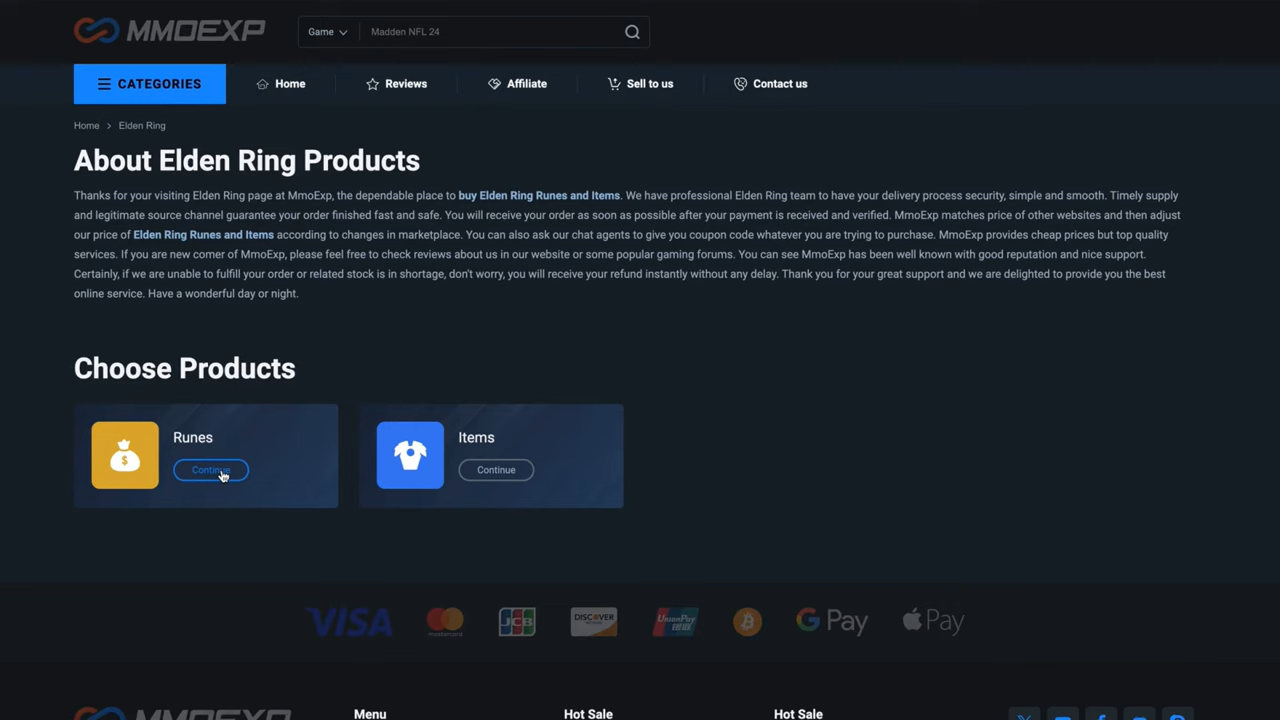 MMOEXP
Game
Madden NFL 24
CATEGORIES
Home
Reviews
Affiliate
Sell to us
Contact us
Home > Elden Ring
About Elden Ring Products
Thanks for your visiting Elden Ring page at MmoExp, the dependable place to buy Elden Ring Runes and Items. We have professional Elden Ring team to have your delivery process security, simple and smooth. Timely supply
and legitimate source channel guarantee your order finished fast and safe. You will receive your order as soon as possible after your payment is received and verified. MmoExp matches price of other websites and then adjust
our price of Elden Ring Runes and Items according to changes in marketplace. You can also ask our chat agents to give you coupon code whatever you are trying to purchase. MmoExp provides cheap prices but top quality
services. If you are new comer of MmoExp, please feel free to check reviews about us in our website or some popular gaming forums. You can see MmoExp has been well known with good reputation and nice support.
Certainly, if we are unable to fulfill your order or related stock is in shortage, don't worry, you will receive your refund instantly without any delay. Thank you for your great support and we are delighted to provide you the best
online service. Have a wonderful day or night.
Choose Products
$
Runes
Continue
Items
Continue
VISA
mastercard
JCB
DISCOVER
UnionPay
银联
G Pay
Pay
MMOEXP
Menu
Hot Sale
Hot Sale